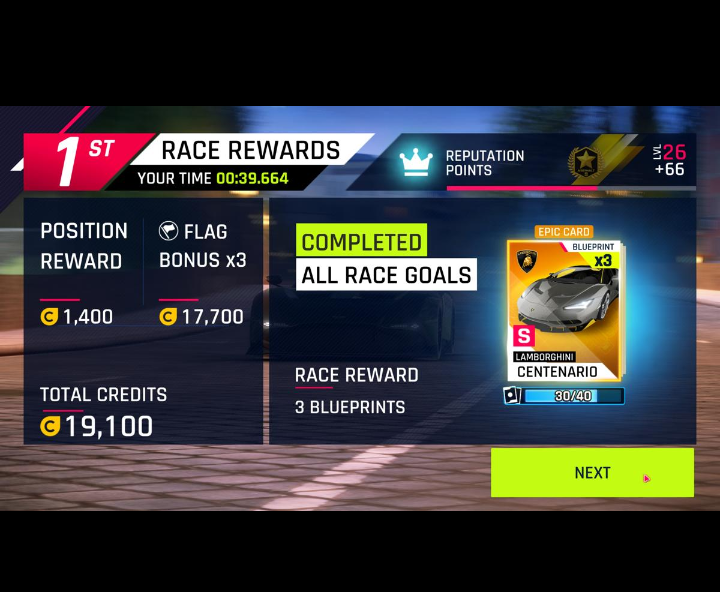 1ST
RACE REWARDS
YOUR TIME 00:39.664
REPUTATION
POINTS
LVL 26
+66
POSITION
REWARD
1,400
FLAG
BONUS x3
17,700
TOTAL CREDITS
19,100
COMPLETED
ALL RACE GOALS
RACE REWARD
3 BLUEPRINTS
EPIC CARD
BLUEPRINT
x3
S
LAMBORGHINI
CENTENARIO
30/40
NEXT